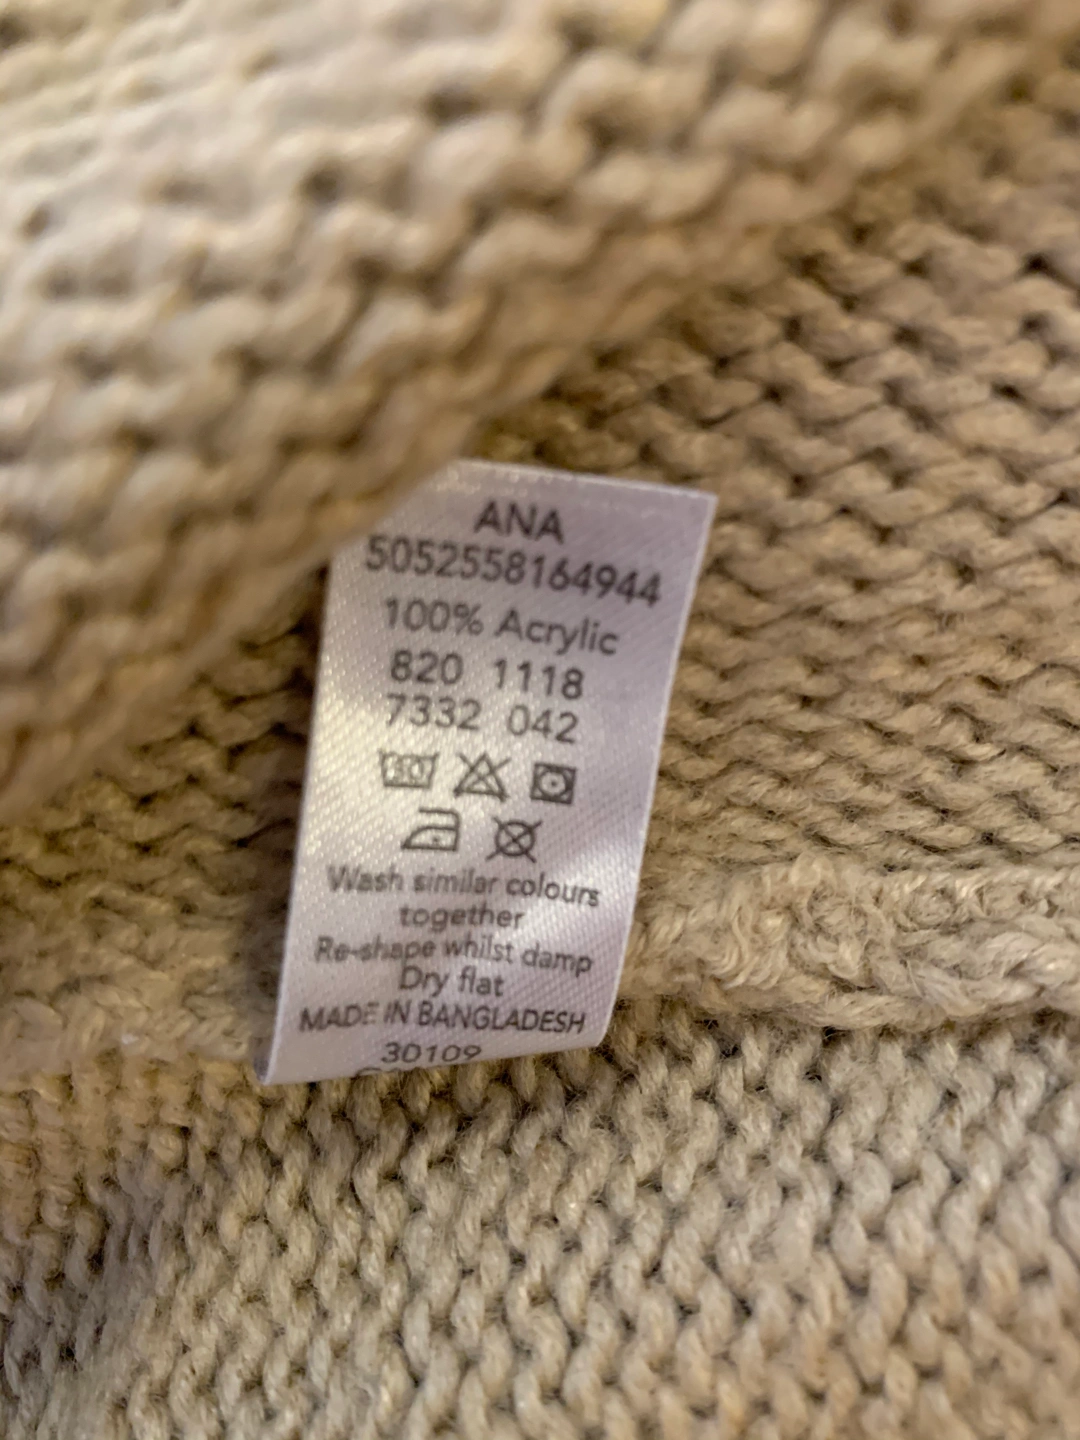 ANA
5052558164944
100% Acrylic
820 1118
7332 042
30
Wash similar colours
together
Re-shape whilst damp
Dry flat
MADE IN BANGLADESH
30109